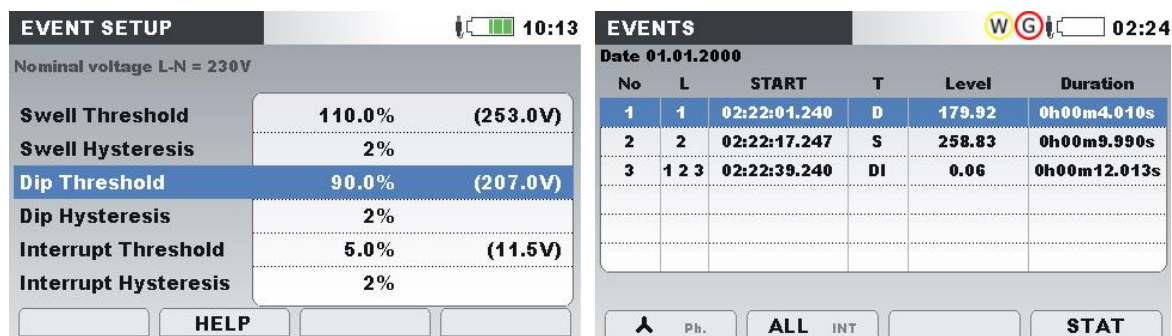 EVENT SETUP 10:13
Nominal voltage L-N = 230V
Swell Threshold 110.0% (253.0V)
Swell Hysteresis 2%
Dip Threshold 90.0% (207.0V)
Dip Hysteresis 2%
Interrupt Threshold 5.0% (11.5V)
Interrupt Hysteresis 2%
HELP
EVENTS W G 02:24
Date 01.01.2000
No L START T Level Duration
1 1 02:22:01.240 D 179.92 0h00m4.010s
2 2 02:22:17.247 S 258.83 0h00m9.990s
3 1 2 3 02:22:39.240 DI 0.06 0h00m12.013s
Ph. ALL INT STAT